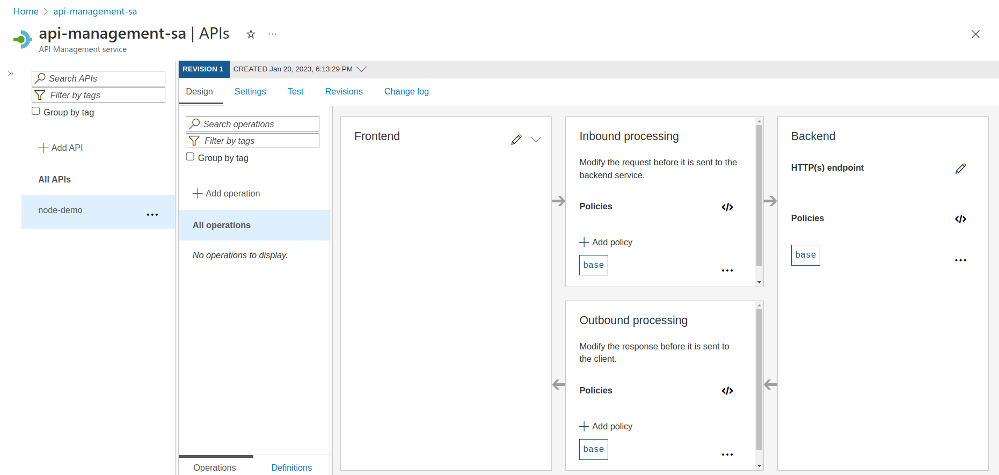 Home > api-management-sa
api-management-sa | APIs
API Management service
Search APIs
Filter by tags
Group by tag
Add API
All APIs
node-demo
REVISION 1 CREATED Jan 20, 2023, 6:13:29 PM
Design Settings Test Revisions Change log
Search operations
Filter by tags
Group by tag
Add operation
All operations
No operations to display.
Operations Definitions
Frontend
Inbound processing
Modify the request before it is sent to the
backend service.
Policies </>
Add policy
base
Outbound processing
Modify the response before it is sent to
the client.
Policies </>
Add policy
base
Backend
HTTP(s) endpoint
Policies </>
base